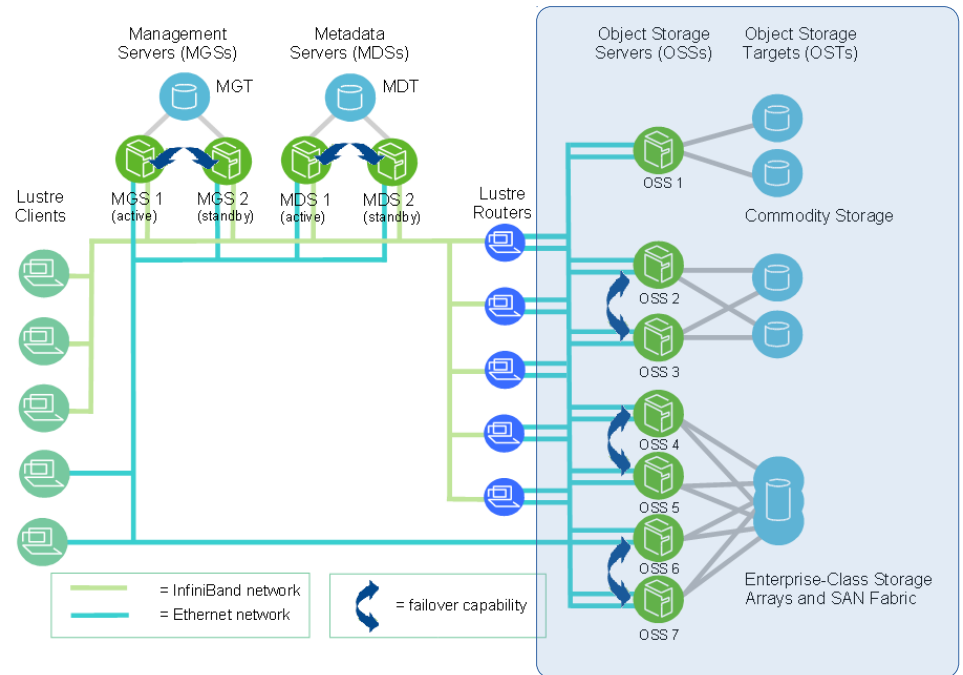 Management
Servers (MGSs)
Metadata
Servers (MDSs)
Object Storage
Servers (OSSs)
Object Storage
Targets (OSTs)
MGT
MDT
MGS 1
(active)
MGS 2
(standby)
MDS 1
(active)
MDS 2
(standby)
Lustre
Clients
Lustre
Routers
OSS 1
Commodity Storage
OSS 2
OSS 3
OSS 4
OSS 5
OSS 6
OSS 7
Enterprise-Class Storage
Arrays and SAN Fabric
= InfiniBand network
= Ethernet network
= failover capability